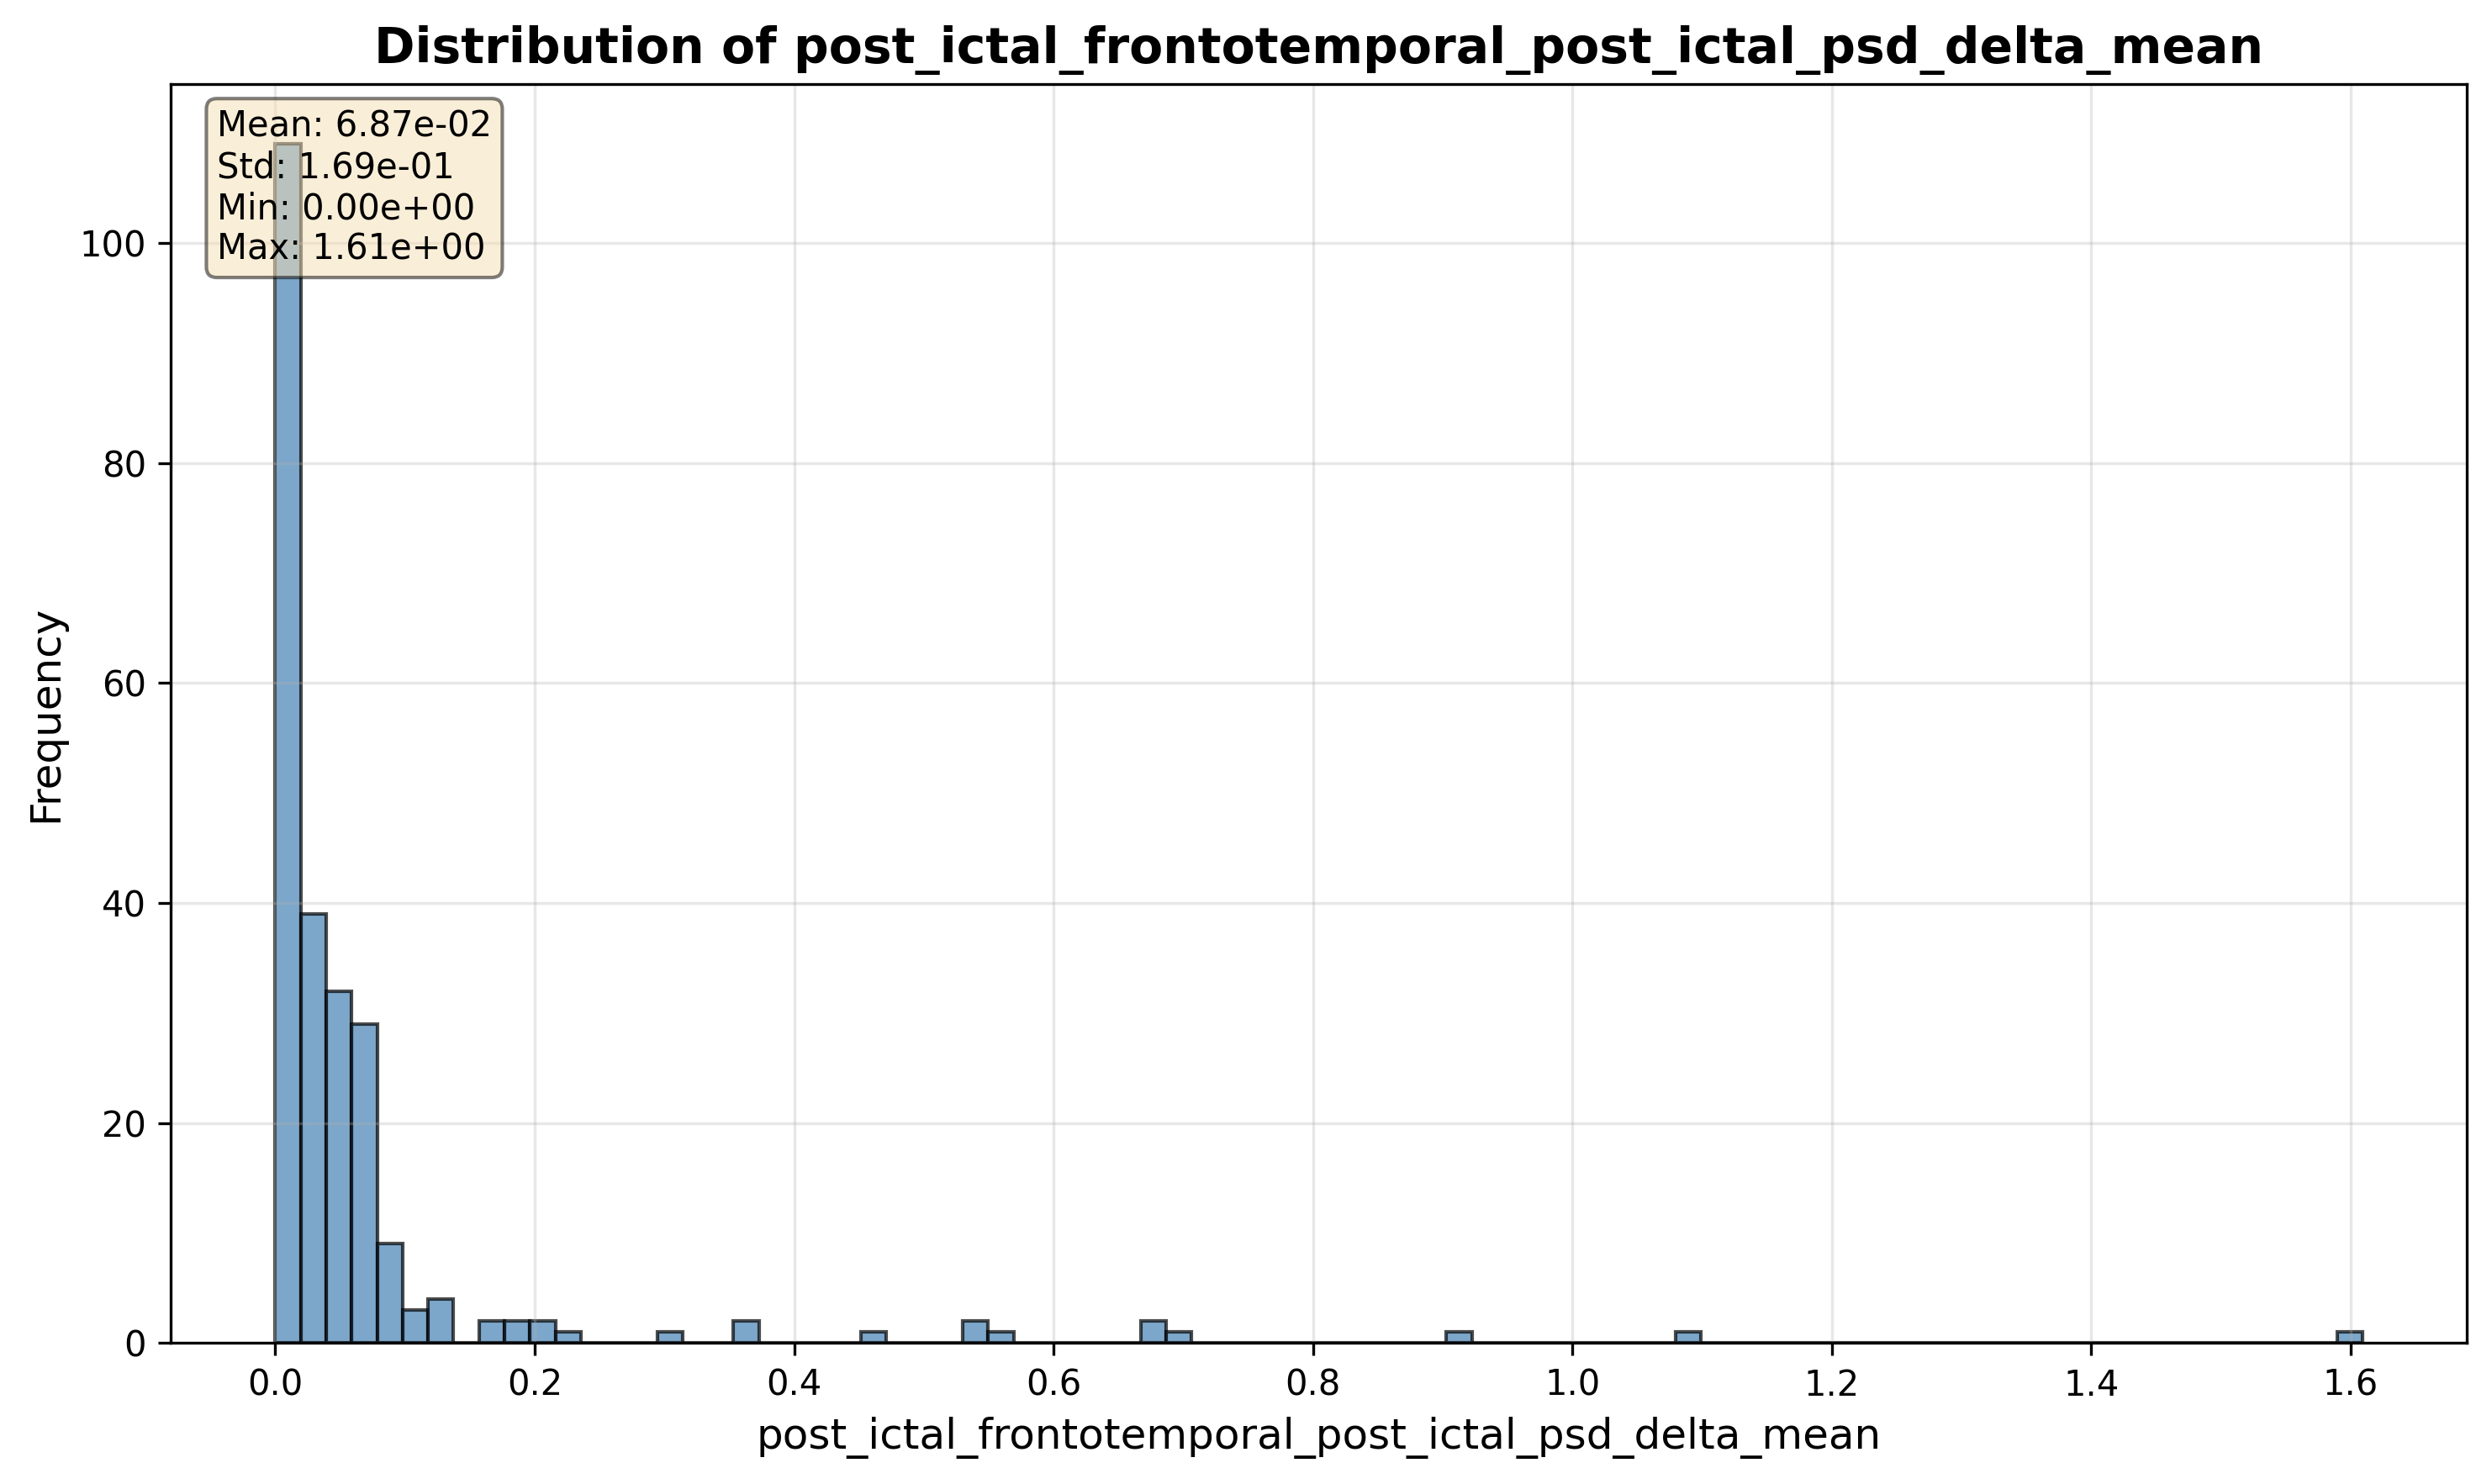 Distribution of post_ictal_frontotemporal_post_ictal_psd_delta_mean
Mean: 6.87e-02
Std: 1.69e-01
Min: 0.00e+00
Max: 1.61e+00
100
80
60
40
20
0
Frequency
0.0 0.2 0.4 0.6 0.8 1.0 1.2 1.4 1.6
post_ictal_frontotemporal_post_ictal_psd_delta_mean